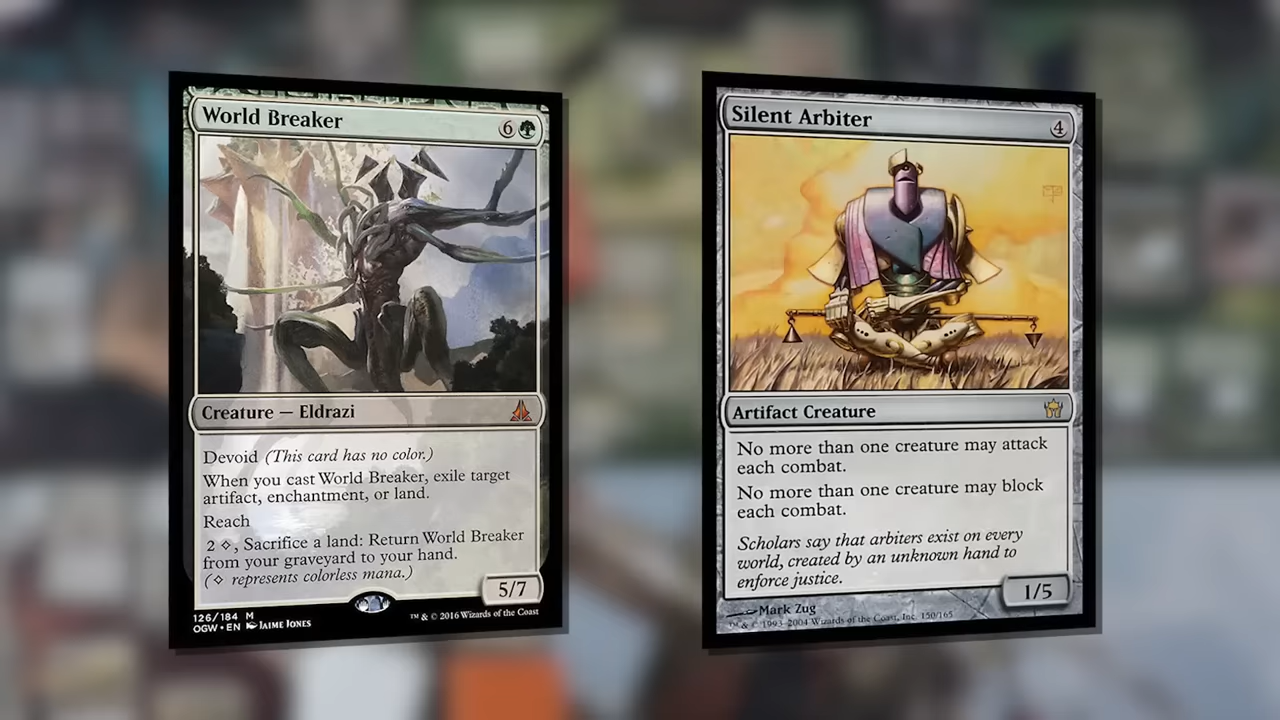 World Breaker
6
Creature — Eldrazi
Devoid (This card has no color.)
When you cast World Breaker, exile target
artifact, enchantment, or land.
Reach
2 ◇, Sacrifice a land: Return World Breaker
from your graveyard to your hand.
(◇ represents colorless mana.)
5/7
126/184 M
OGW • EN JAIME JONES
™ & © 2016 Wizards of the Coast
Silent Arbiter
4
Artifact Creature
No more than one creature may attack
each combat.
No more than one creature may block
each combat.
Scholars say that arbiters exist on every
world, created by an unknown hand to
enforce justice.
1/5
Mark Zug
™ & © 1993–2004 Wizards of the Coast, Inc. 150/165